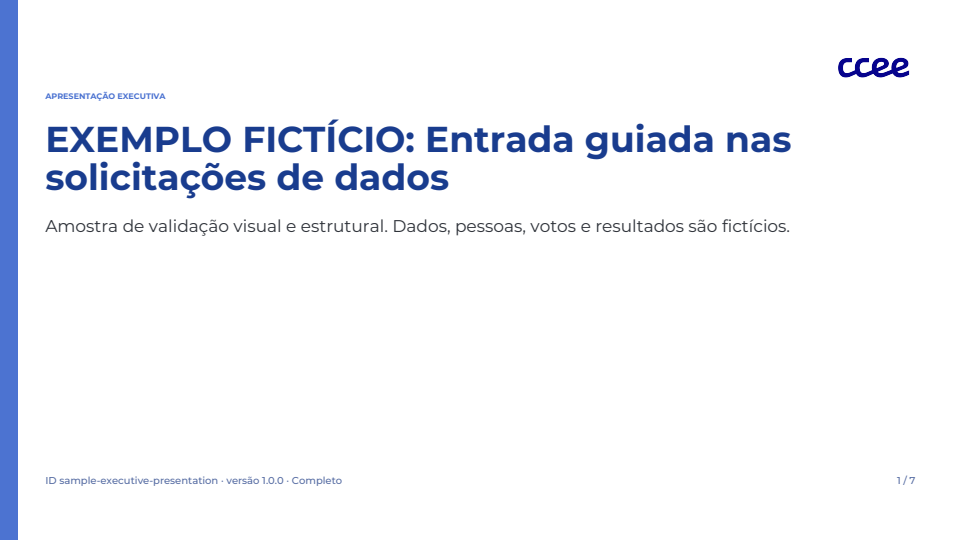 ccee
APRESENTAÇÃO EXECUTIVA
EXEMPLO FICTÍCIO: Entrada guiada nas
solicitações de dados
Amostra de validação visual e estrutural. Dados, pessoas, votos e resultados são fictícios.
ID sample-executive-presentation · versão 1.0.0 · Completo
1 / 7